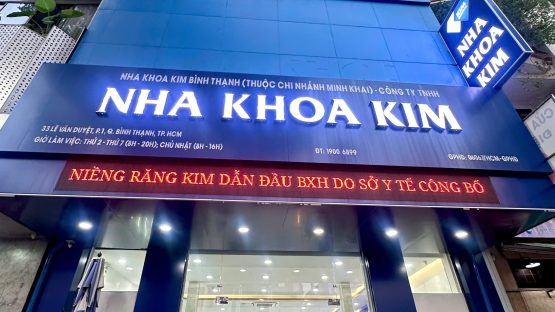 NHA KHOA KIM BÌNH THẠNH (THUỘC CHI NHÁNH MINH KHAI) - CÔNG TY TNHH
NHA KHOA KIM
33 LÊ VĂN DUYỆT, P.1, Q. BÌNH THẠNH, TP. HCM
GIỜ LÀM VIỆC: THỨ 2 - THỨ 7 (8H - 20H); CHỦ NHẬT (8H - 16H)
ĐT: 1900 6899
NIỀNG RĂNG KIM DẪN ĐẦU BXH DO SỞ Y TẾ CÔNG BỐ
NHA
KHOA
KIM